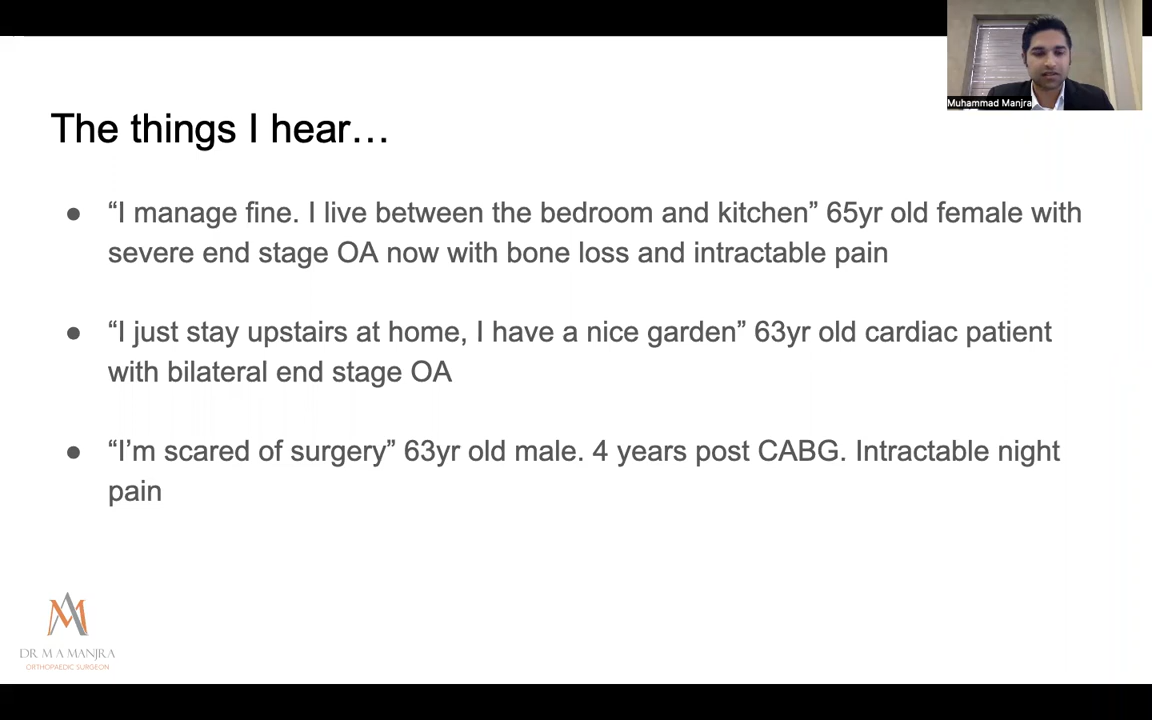 Muhammad Manjra
The things I hear…
● “I manage fine. I live between the bedroom and kitchen” 65yr old female with
severe end stage OA now with bone loss and intractable pain
● “I just stay upstairs at home, I have a nice garden” 63yr old cardiac patient
with bilateral end stage OA
● “I’m scared of surgery” 63yr old male. 4 years post CABG. Intractable night
pain
DR M A MANJRA
ORTHOPAEDIC SURGEON